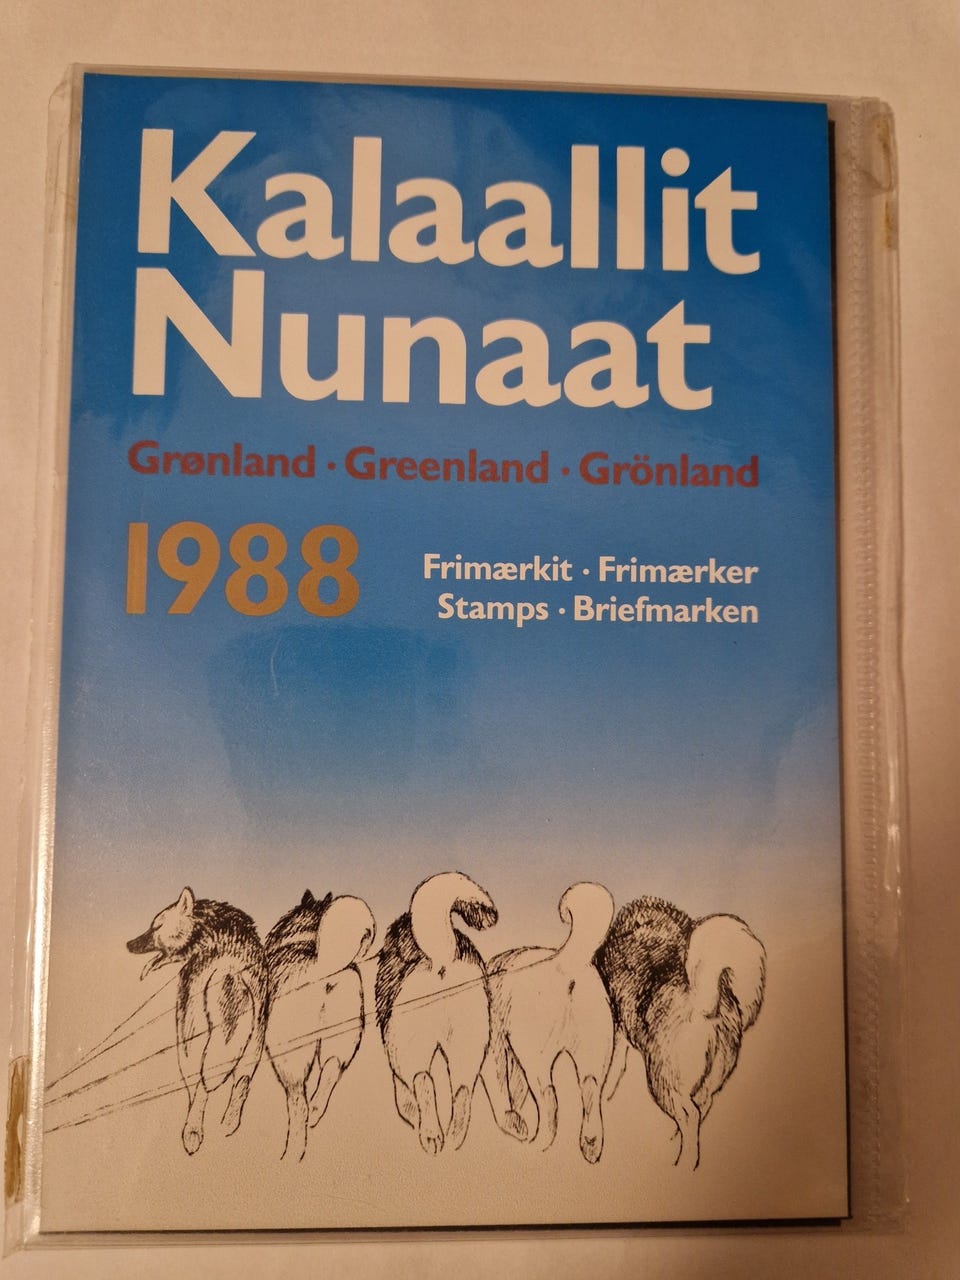 Kalaallit
Nunaat
Grønland · Greenland · Grönland
1988
Frimærkit · Frimærker
Stamps · Briefmarken